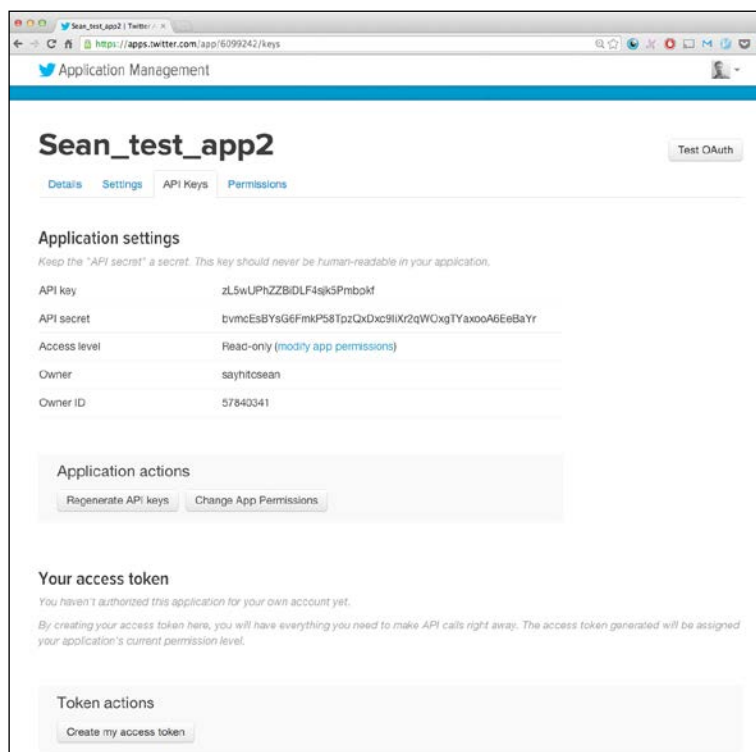 Sean_test_app2 | Twitter A
https://apps.twitter.com/app/6099242/keys
Application Management
Sean_test_app2
Test OAuth
Details Settings API Keys Permissions
Application settings
Keep the "API secret" a secret. This key should never be human-readable in your application.
API key zL5wUPhZZBiDLF4sjk5Pmbpkf
API secret bvmcEsBYsG6FmkP58TpzQxDxc9IiXr2qWOxgTYaxooA6EeBaYr
Access level Read-only (modify app permissions)
Owner sayhitosean
Owner ID 57840341
Application actions
Regenerate API keys Change App Permissions
Your access token
You haven't authorized this application for your own account yet.
By creating your access token here, you will have everything you need to make API calls right away. The access token generated will be assigned
your application's current permission level.
Token actions
Create my access token